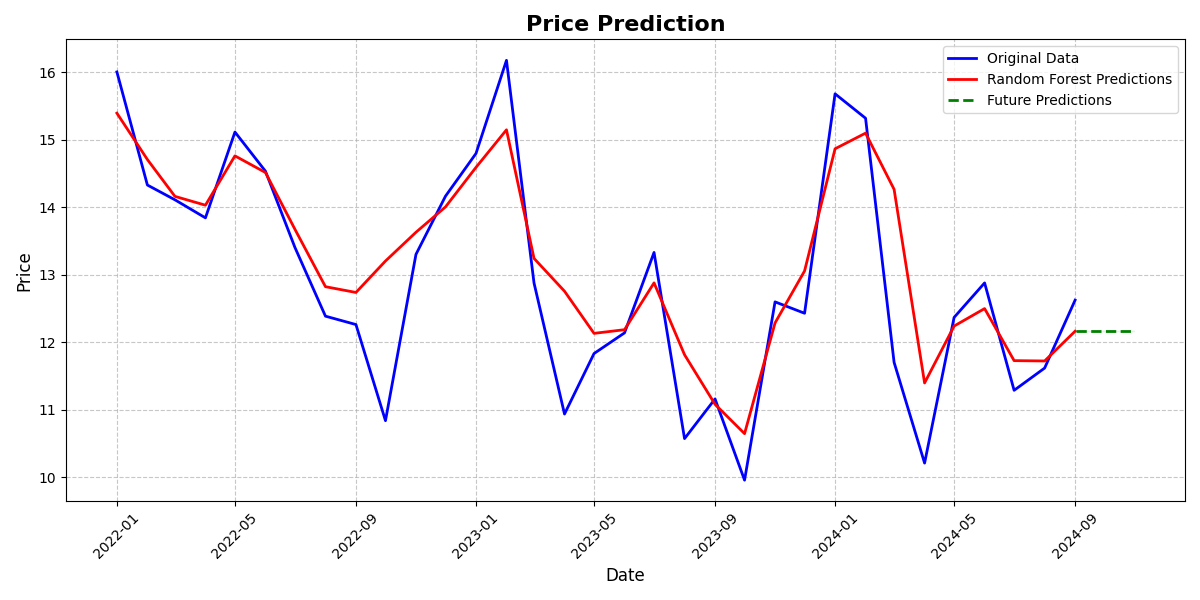 Price Prediction
Original Data
Random Forest Predictions
Future Predictions
Price
16
15
14
13
12
11
10
2022-01
2022-05
2022-09
2023-01
2023-05
2023-09
2024-01
2024-05
2024-09
Date